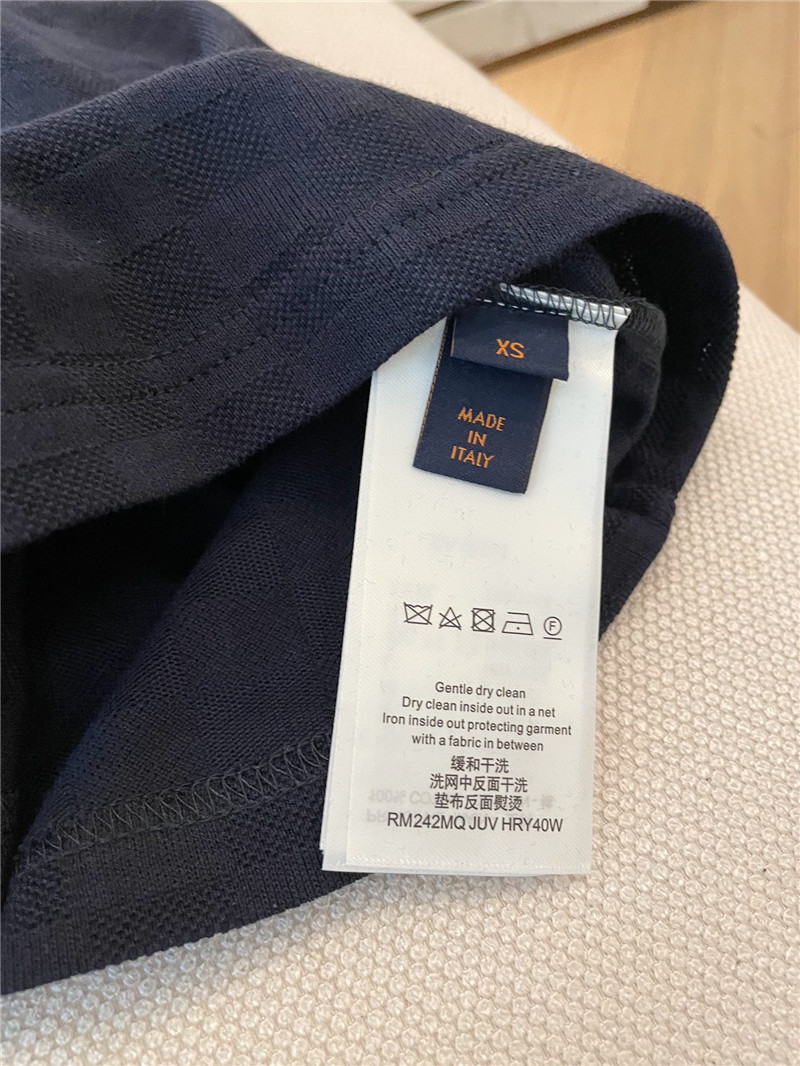 XS
MADE
IN
ITALY
F
Gentle dry clean
Dry clean inside out in a net
Iron inside out protecting garment
with a fabric in between
缓和干洗
洗网中反面干洗
垫布反面熨烫
RM242MQ JUV HRY40W